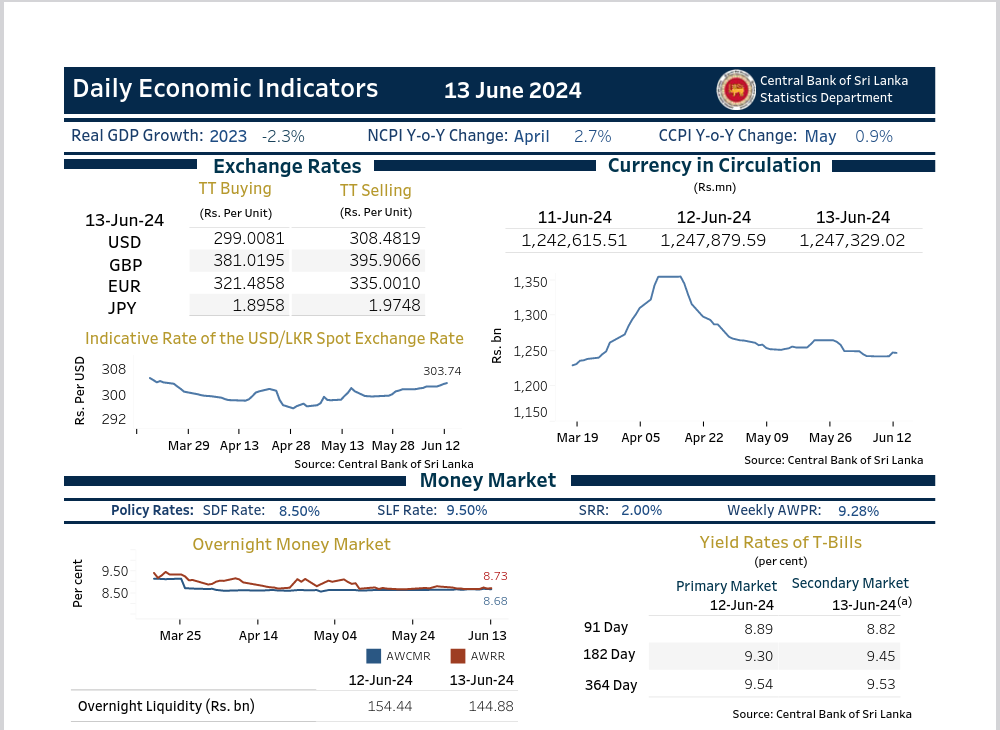 Daily Economic Indicators 13 June 2024
Central Bank of Sri Lanka
Statistics Department
Real GDP Growth: 2023 -2.3% NCPI Y-o-Y Change: April 2.7% CCPI Y-o-Y Change: May 0.9%
Exchange Rates
TT Buying TT Selling
(Rs. Per Unit) (Rs. Per Unit)
13-Jun-24
USD 299.0081 308.4819
GBP 381.0195 395.9066
EUR 321.4858 335.0010
JPY 1.8958 1.9748
Indicative Rate of the USD/LKR Spot Exchange Rate
Rs. Per USD
308
300
292
303.74
Mar 29 Apr 13 Apr 28 May 13 May 28 Jun 12
Source: Central Bank of Sri Lanka
Currency in Circulation
(Rs.mn)
11-Jun-24 12-Jun-24 13-Jun-24
1,242,615.51 1,247,879.59 1,247,329.02
Rs. bn
1,350
1,300
1,250
1,200
1,150
Mar 19 Apr 05 Apr 22 May 09 May 26 Jun 12
Source: Central Bank of Sri Lanka
Money Market
Policy Rates: SDF Rate: 8.50% SLF Rate: 9.50% SRR: 2.00% Weekly AWPR: 9.28%
Overnight Money Market
Per cent
9.50
8.50
8.73
8.68
Mar 25 Apr 14 May 04 May 24 Jun 13
AWCMR AWRR
12-Jun-24 13-Jun-24
Overnight Liquidity (Rs. bn) 154.44 144.88
Yield Rates of T-Bills
(per cent)
Primary Market Secondary Market
12-Jun-24 13-Jun-24(a)
91 Day 8.89 8.82
182 Day 9.30 9.45
364 Day 9.54 9.53
Source: Central Bank of Sri Lanka